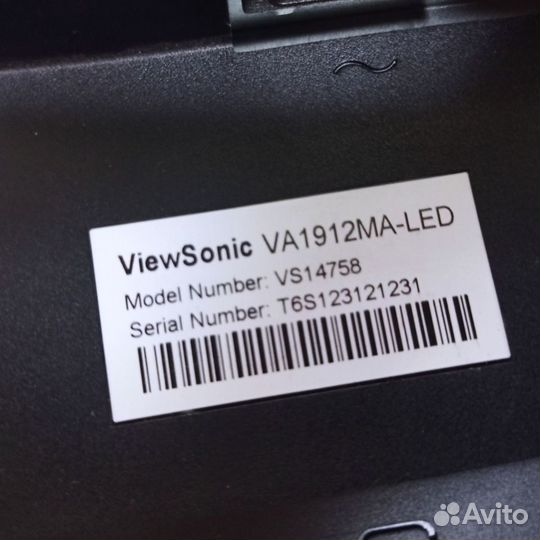 ViewSonic VA1912MA-LED
Model Number: VS14758
Serial Number: T6S123121231
Avito